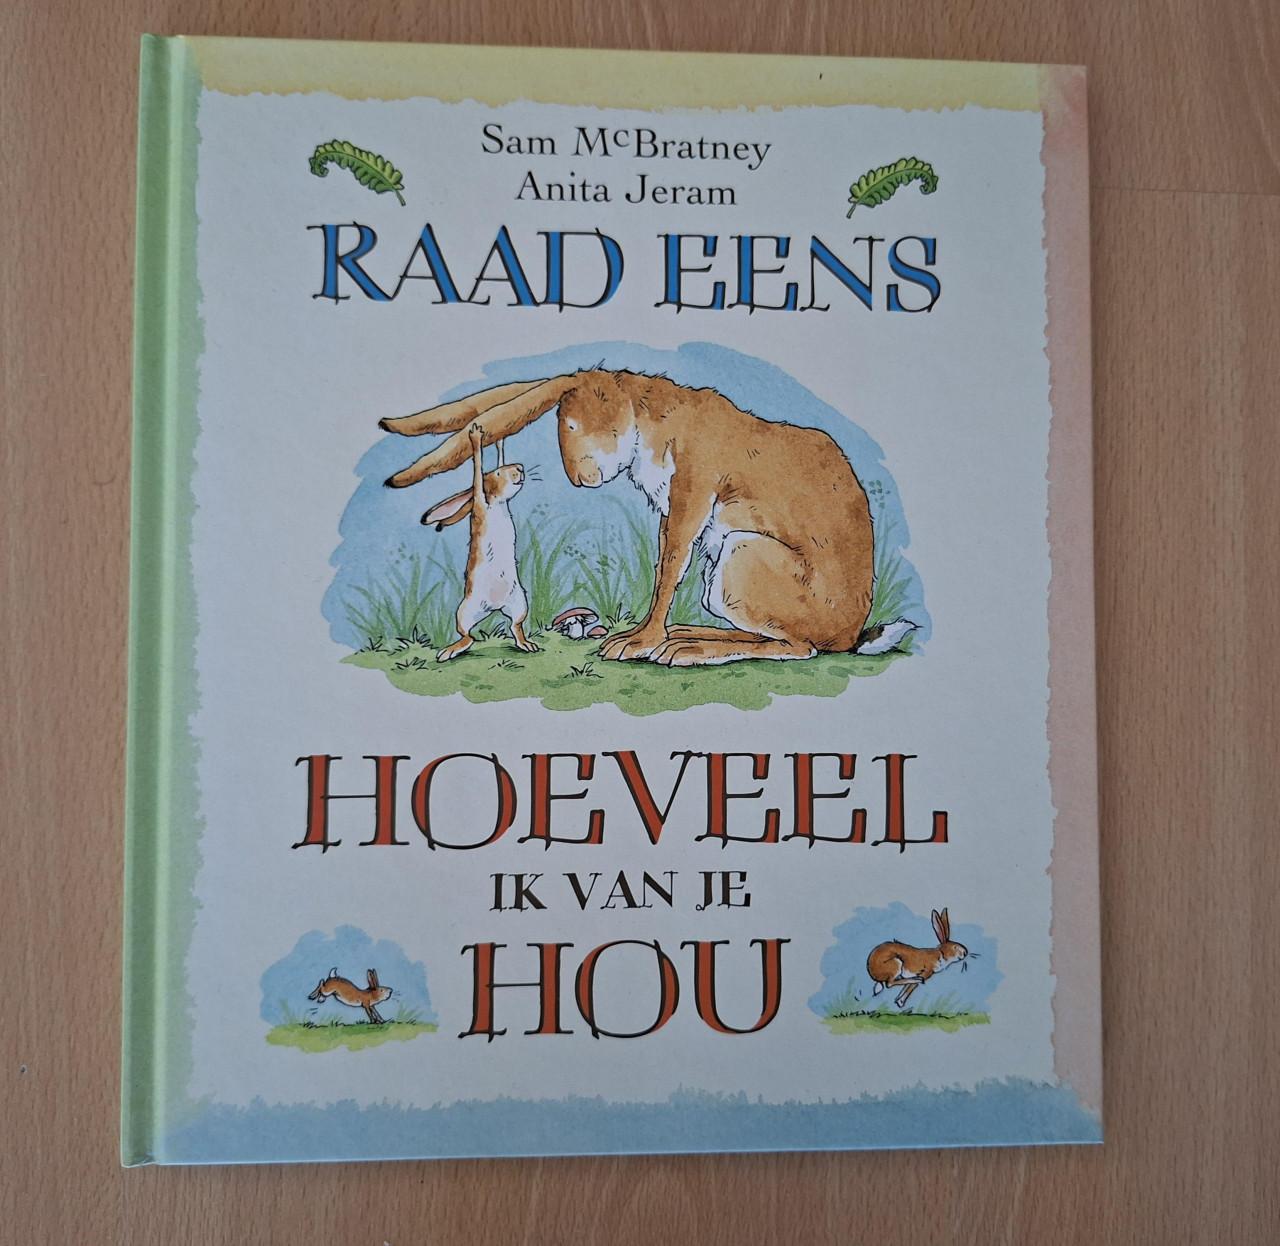 Sam McBratney
Anita Jeram
RAAD EENS
HOEVEEL
IK VAN JE
HOU